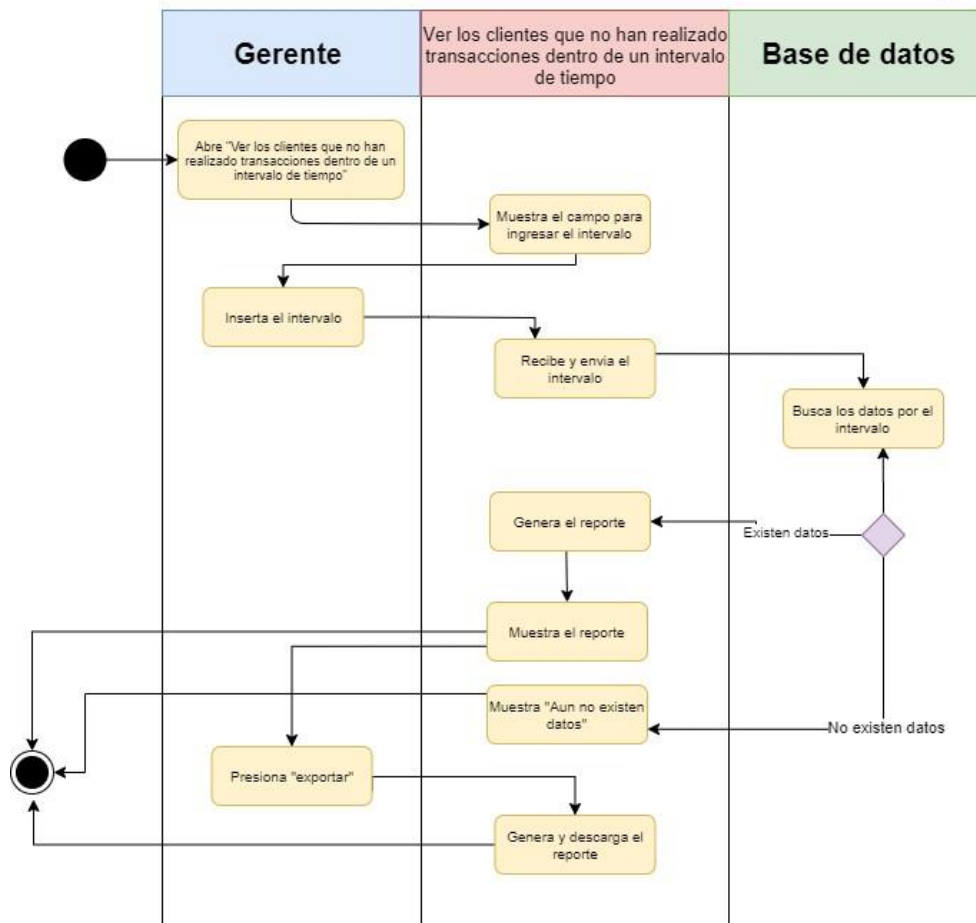 Gerente
Ver los clientes que no han realizado
transacciones dentro de un intervalo
de tiempo
Base de datos
Abre "Ver los clientes que no han
realizado transacciones dentro de un
intervalo de tiempo"
Muestra el campo para
ingresar el intervalo
Inserta el intervalo
Recibe y envia el
intervalo
Busca los datos por el
intervalo
Genera el reporte
Existen datos
Muestra el reporte
Muestra "Aun no existen
datos"
No existen datos
Presiona "exportar"
Genera y descarga el
reporte